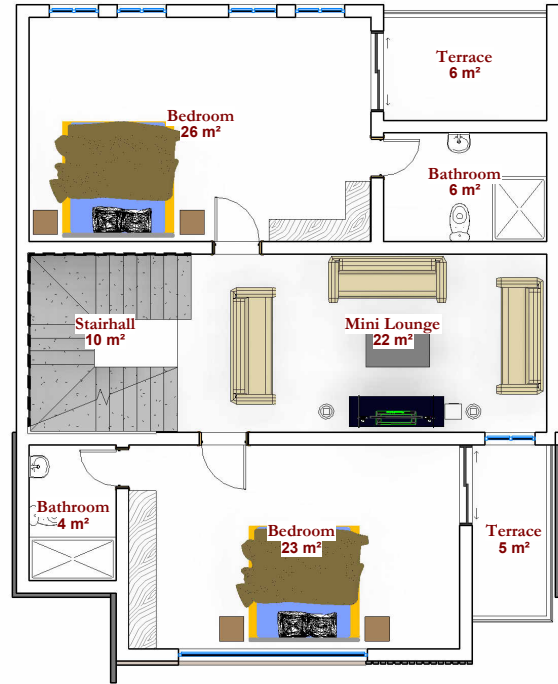 Terrace
6 m²
Bedroom
26 m²
Bathroom
6 m²
Stairhall
10 m²
Mini Lounge
22 m²
Bathroom
4 m²
Bedroom
23 m²
Terrace
5 m²